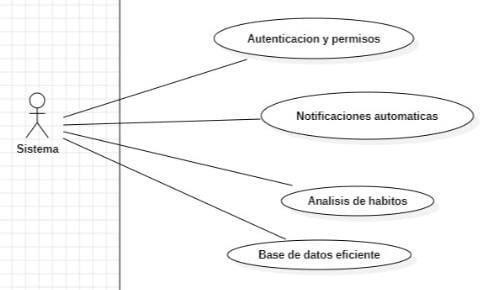 Autenticacion y permisos
Notificaciones automaticas
Sistema
Analisis de habitos
Base de datos eficiente